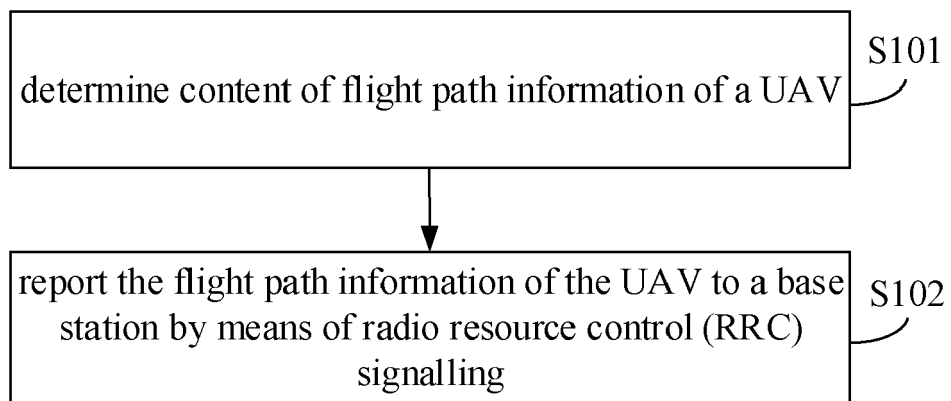 S101
determine content of flight path information of a UAV
report the flight path information of the UAV to a base
station by means of radio resource control (RRC)
signalling
S102